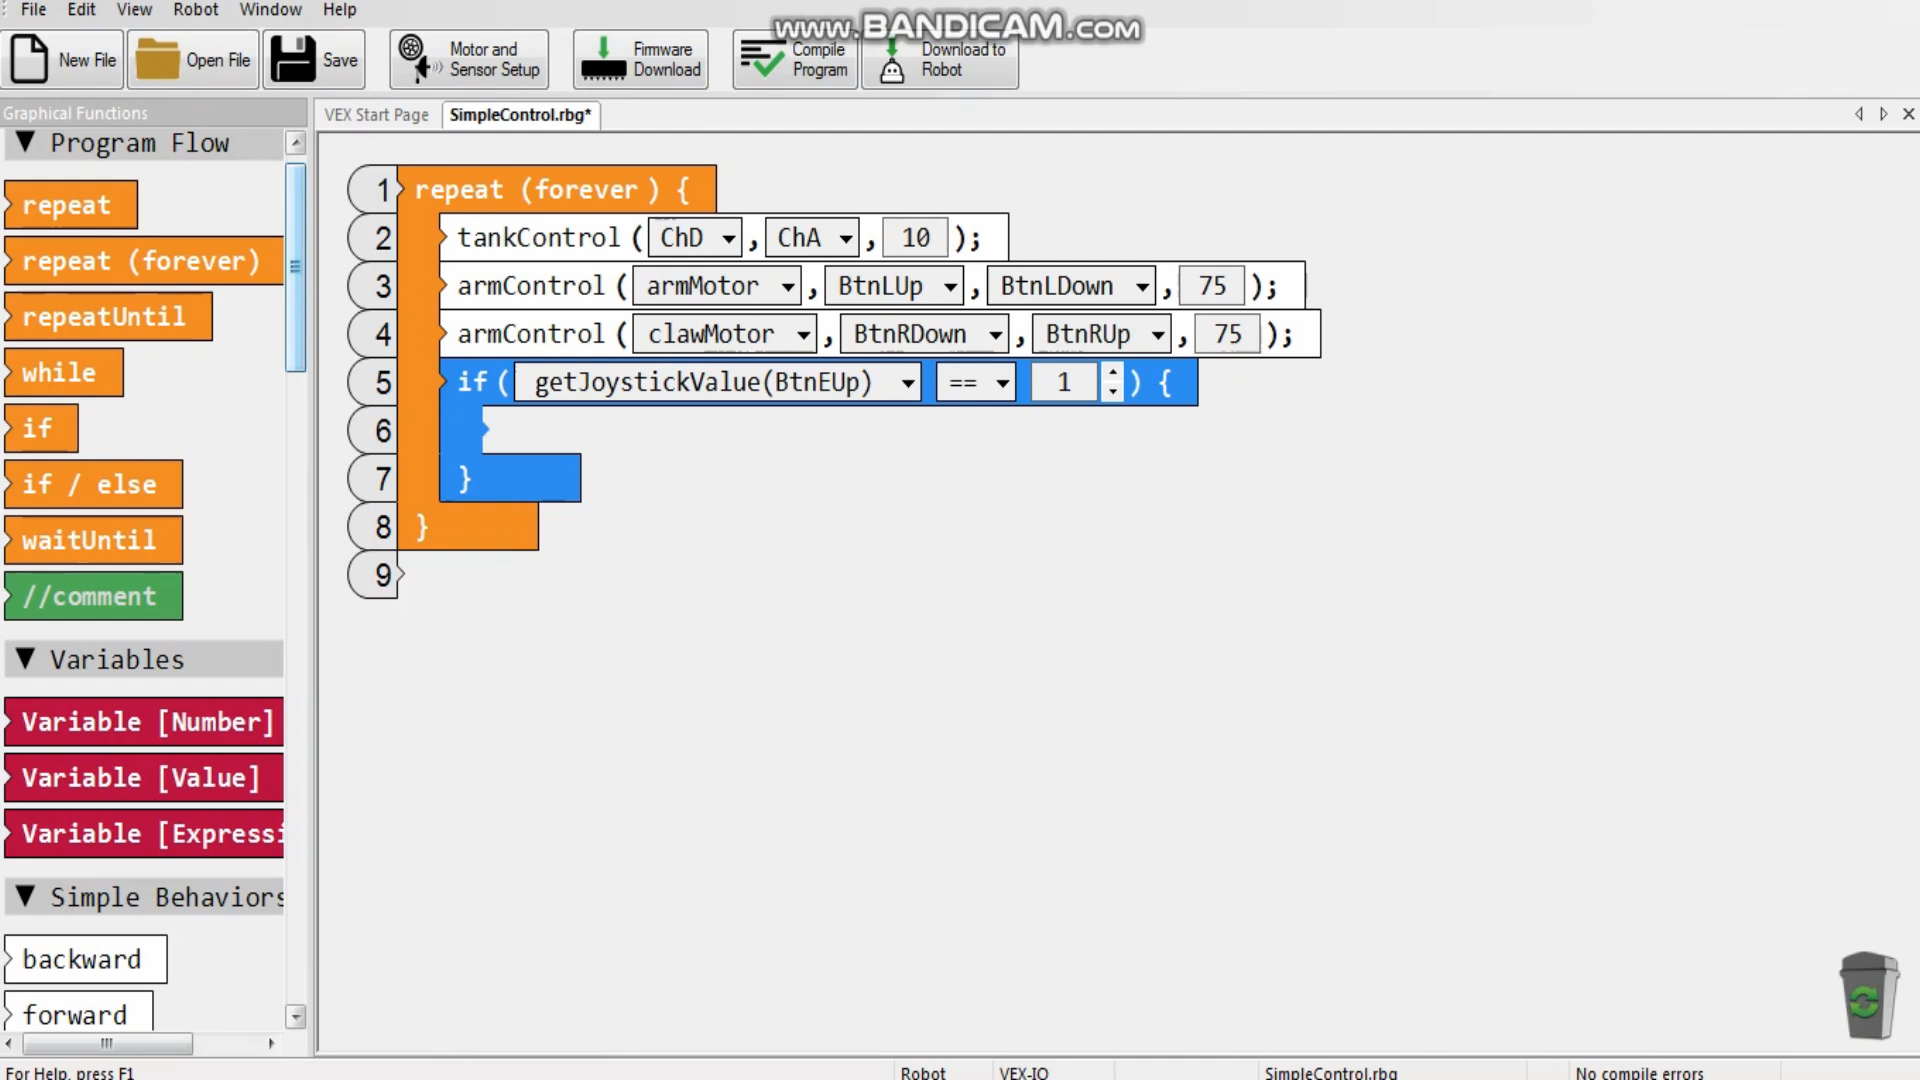 File Edit View Robot Window Help
www.BANDICAM.com
New File Open File Save Motor and Sensor Setup Firmware Download Compile Program Download to Robot
Graphical Functions
VEX Start Page SimpleControl.rbg*
Program Flow
repeat
repeat (forever)
repeatUntil
while
if
if / else
waitUntil
//comment
Variables
Variable [Number]
Variable [Value]
Variable [Expressi
Simple Behaviors
backward
forward
1 repeat (forever ) {
2 tankControl ( ChD , ChA , 10 );
3 armControl ( armMotor , BtnLUp , BtnLDown , 75 );
4 armControl ( clawMotor , BtnRDown , BtnRUp , 75 );
5 if ( getJoystickValue(BtnEUp) == 1 ) {
6
7 }
8 }
9
For Help, press F1 Robot VEX-IQ SimpleControl.rbg No compile errors